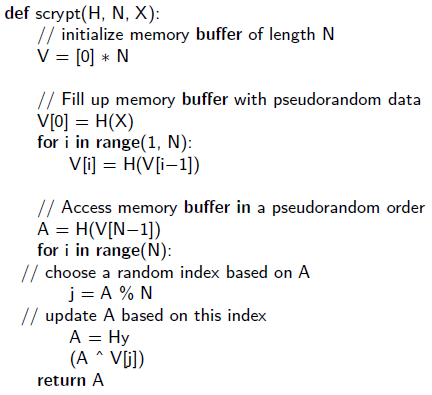 def scrypt(H, N, X):
// initialize memory buffer of length N
V = [0] * N
// Fill up memory buffer with pseudorandom data
V[0] = H(X)
for i in range(1, N):
V[i] = H(V[i−1])
// Access memory buffer in a pseudorandom order
A = H(V[N−1])
for i in range(N):
// choose a random index based on A
j = A % N
// update A based on this index
A = Hy
(A ^ V[j])
return A